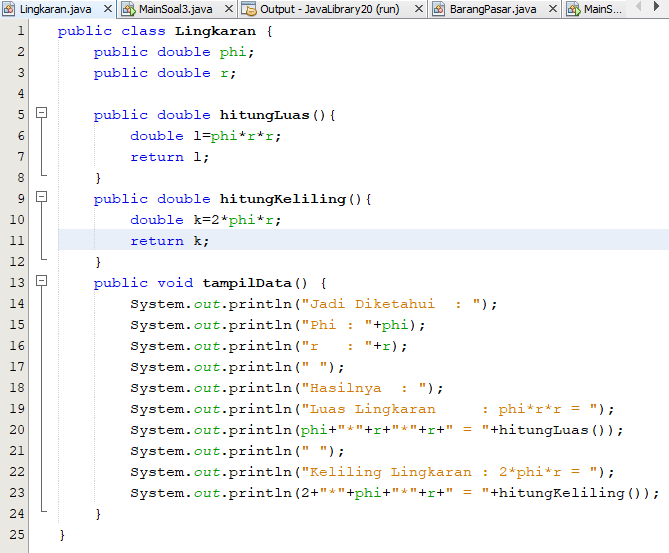 Lingkaran.java MainSoal3.java Output - JavaLibrary20 (run) BarangPasar.java MainS...
1 public class Lingkaran {
2 public double phi;
3 public double r;
4
5 public double hitungLuas(){
6 double l=phi*r*r;
7 return l;
8 }
9 public double hitungKeliling(){
10 double k=2*phi*r;
11 return k;
12 }
13 public void tampilData() {
14 System.out.println("Jadi Diketahui  : ");
15 System.out.println("Phi : "+phi);
16 System.out.println("r   : "+r);
17 System.out.println(" ");
18 System.out.println("Hasilnya  : ");
19 System.out.println("Luas Lingkaran     : phi*r*r = ");
20 System.out.println(phi+"*"+r+"*"+r+" = "+hitungLuas());
21 System.out.println(" ");
22 System.out.println("Keliling Lingkaran : 2*phi*r = ");
23 System.out.println(2+"*"+phi+"*"+r+" = "+hitungKeliling());
24 }
25 }